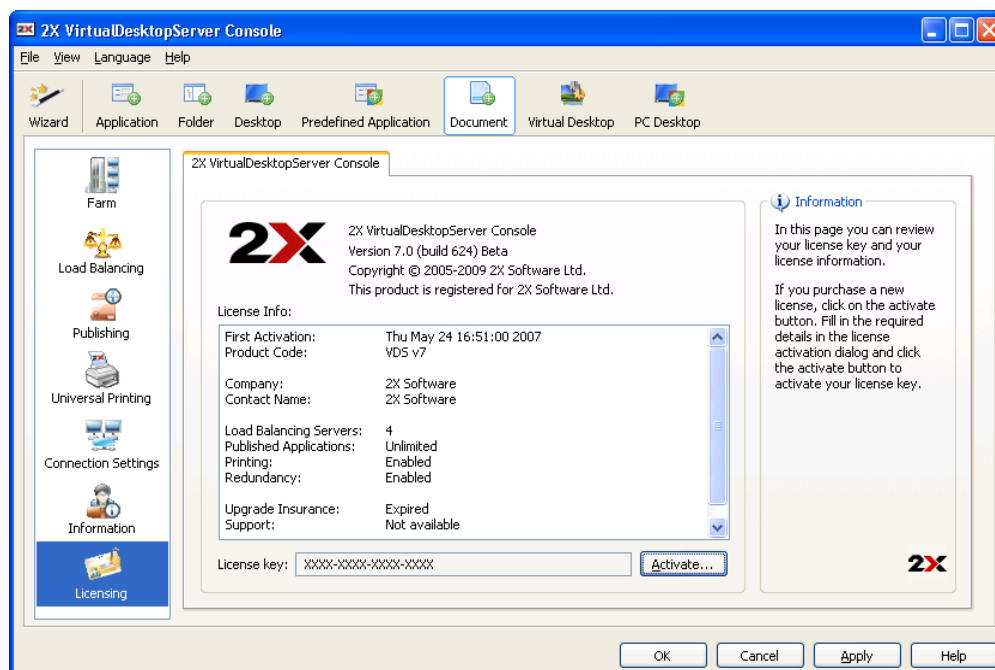 2X VirtualDesktopServer Console
File View Language Help
Wizard Application Folder Desktop Predefined Application Document Virtual Desktop PC Desktop
Farm
Load Balancing
Publishing
Universal Printing
Connection Settings
Information
Licensing
2X VirtualDesktopServer Console
2X
2X VirtualDesktopServer Console
Version 7.0 (build 624) Beta
Copyright © 2005-2009 2X Software Ltd.
This product is registered for 2X Software Ltd.
License Info:
First Activation: Thu May 24 16:51:00 2007
Product Code: VDS v7
Company: 2X Software
Contact Name: 2X Software
Load Balancing Servers: 4
Published Applications: Unlimited
Printing: Enabled
Redundancy: Enabled
Upgrade Insurance: Expired
Support: Not available
License key: XXXX-XXXX-XXXX-XXXX Activate...
Information
In this page you can review
your license key and your
license information.
If you purchase a new
license, click on the activate
button. Fill in the required
details in the license
activation dialog and click
the activate button to
activate your license key.
2X
OK Cancel Apply Help